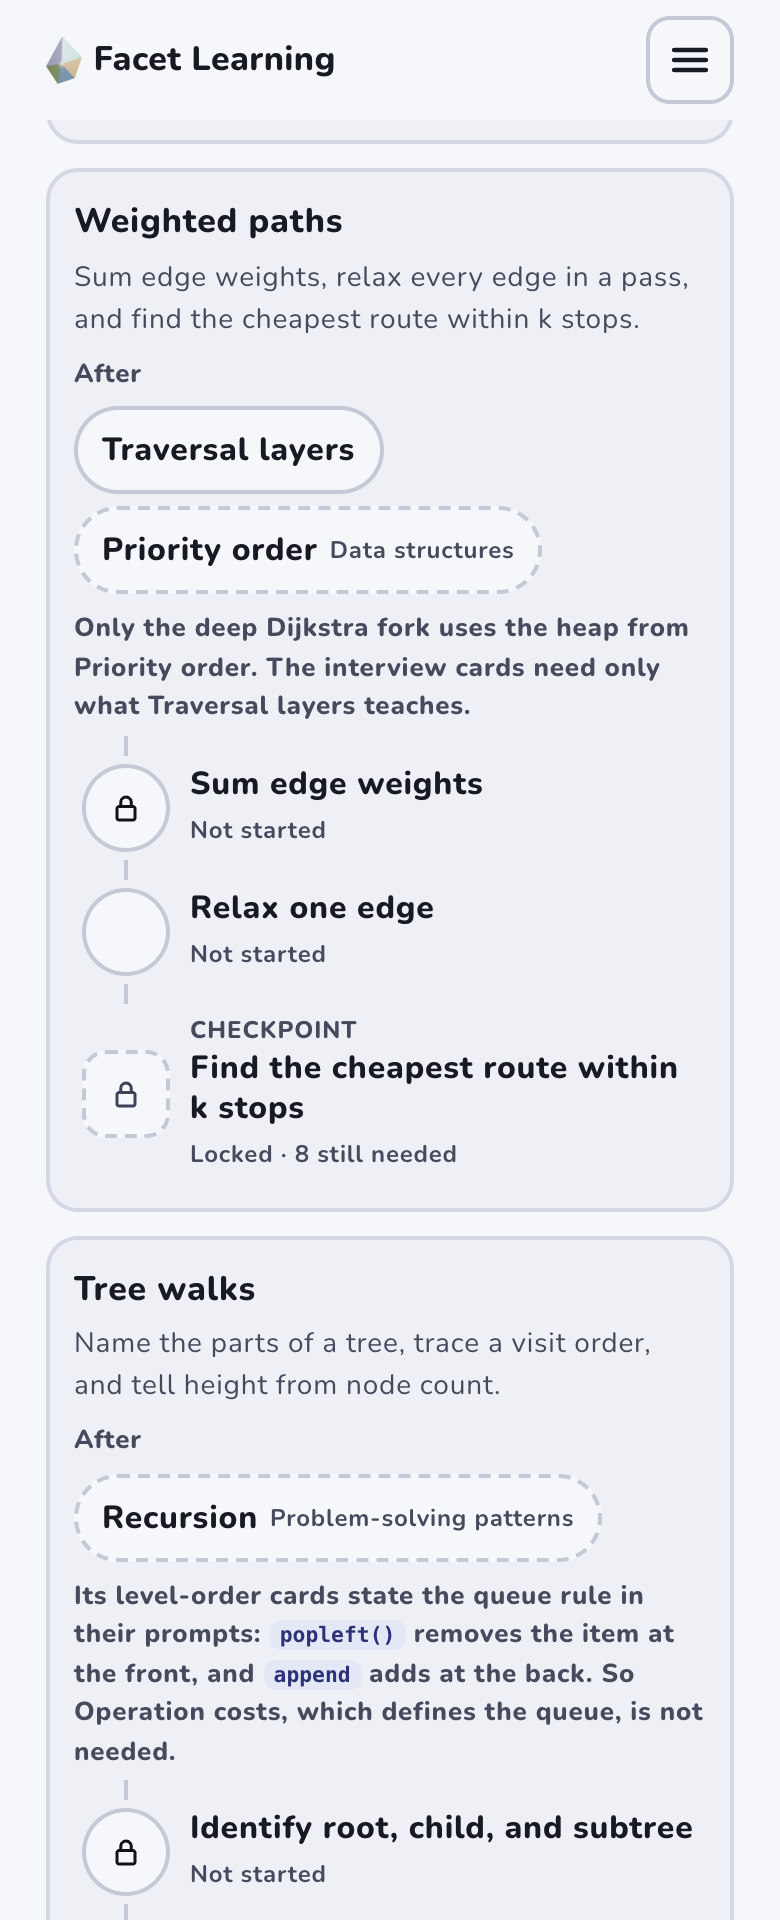 Facet Learning
Weighted paths
Sum edge weights, relax every edge in a pass,
and find the cheapest route within k stops.
After
Traversal layers
Priority order Data structures
Only the deep Dijkstra fork uses the heap from
Priority order. The interview cards need only
what Traversal layers teaches.
Sum edge weights
Not started
Relax one edge
Not started
CHECKPOINT
Find the cheapest route within
k stops
Locked · 8 still needed
Tree walks
Name the parts of a tree, trace a visit order,
and tell height from node count.
After
Recursion Problem-solving patterns
Its level-order cards state the queue rule in
their prompts: popleft() removes the item at
the front, and append adds at the back. So
Operation costs, which defines the queue, is not
needed.
Identify root, child, and subtree
Not started